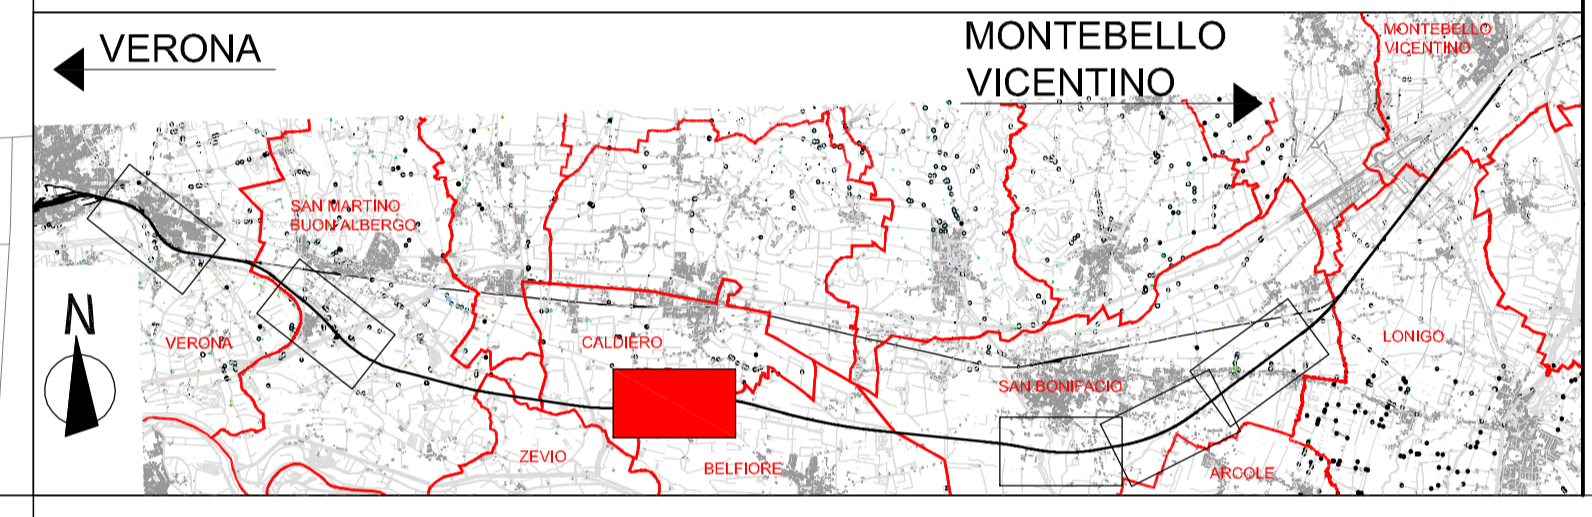 VERONA
MONTEBELLO
VICENTINO
MONTEBELLO
VICENTINO
SAN MARTINO
BUON ALBERGO
N
VERONA
CALDIERO
LONIGO
SAN BONIFACIO
ZEVIO
BELFIORE
ARCOLE